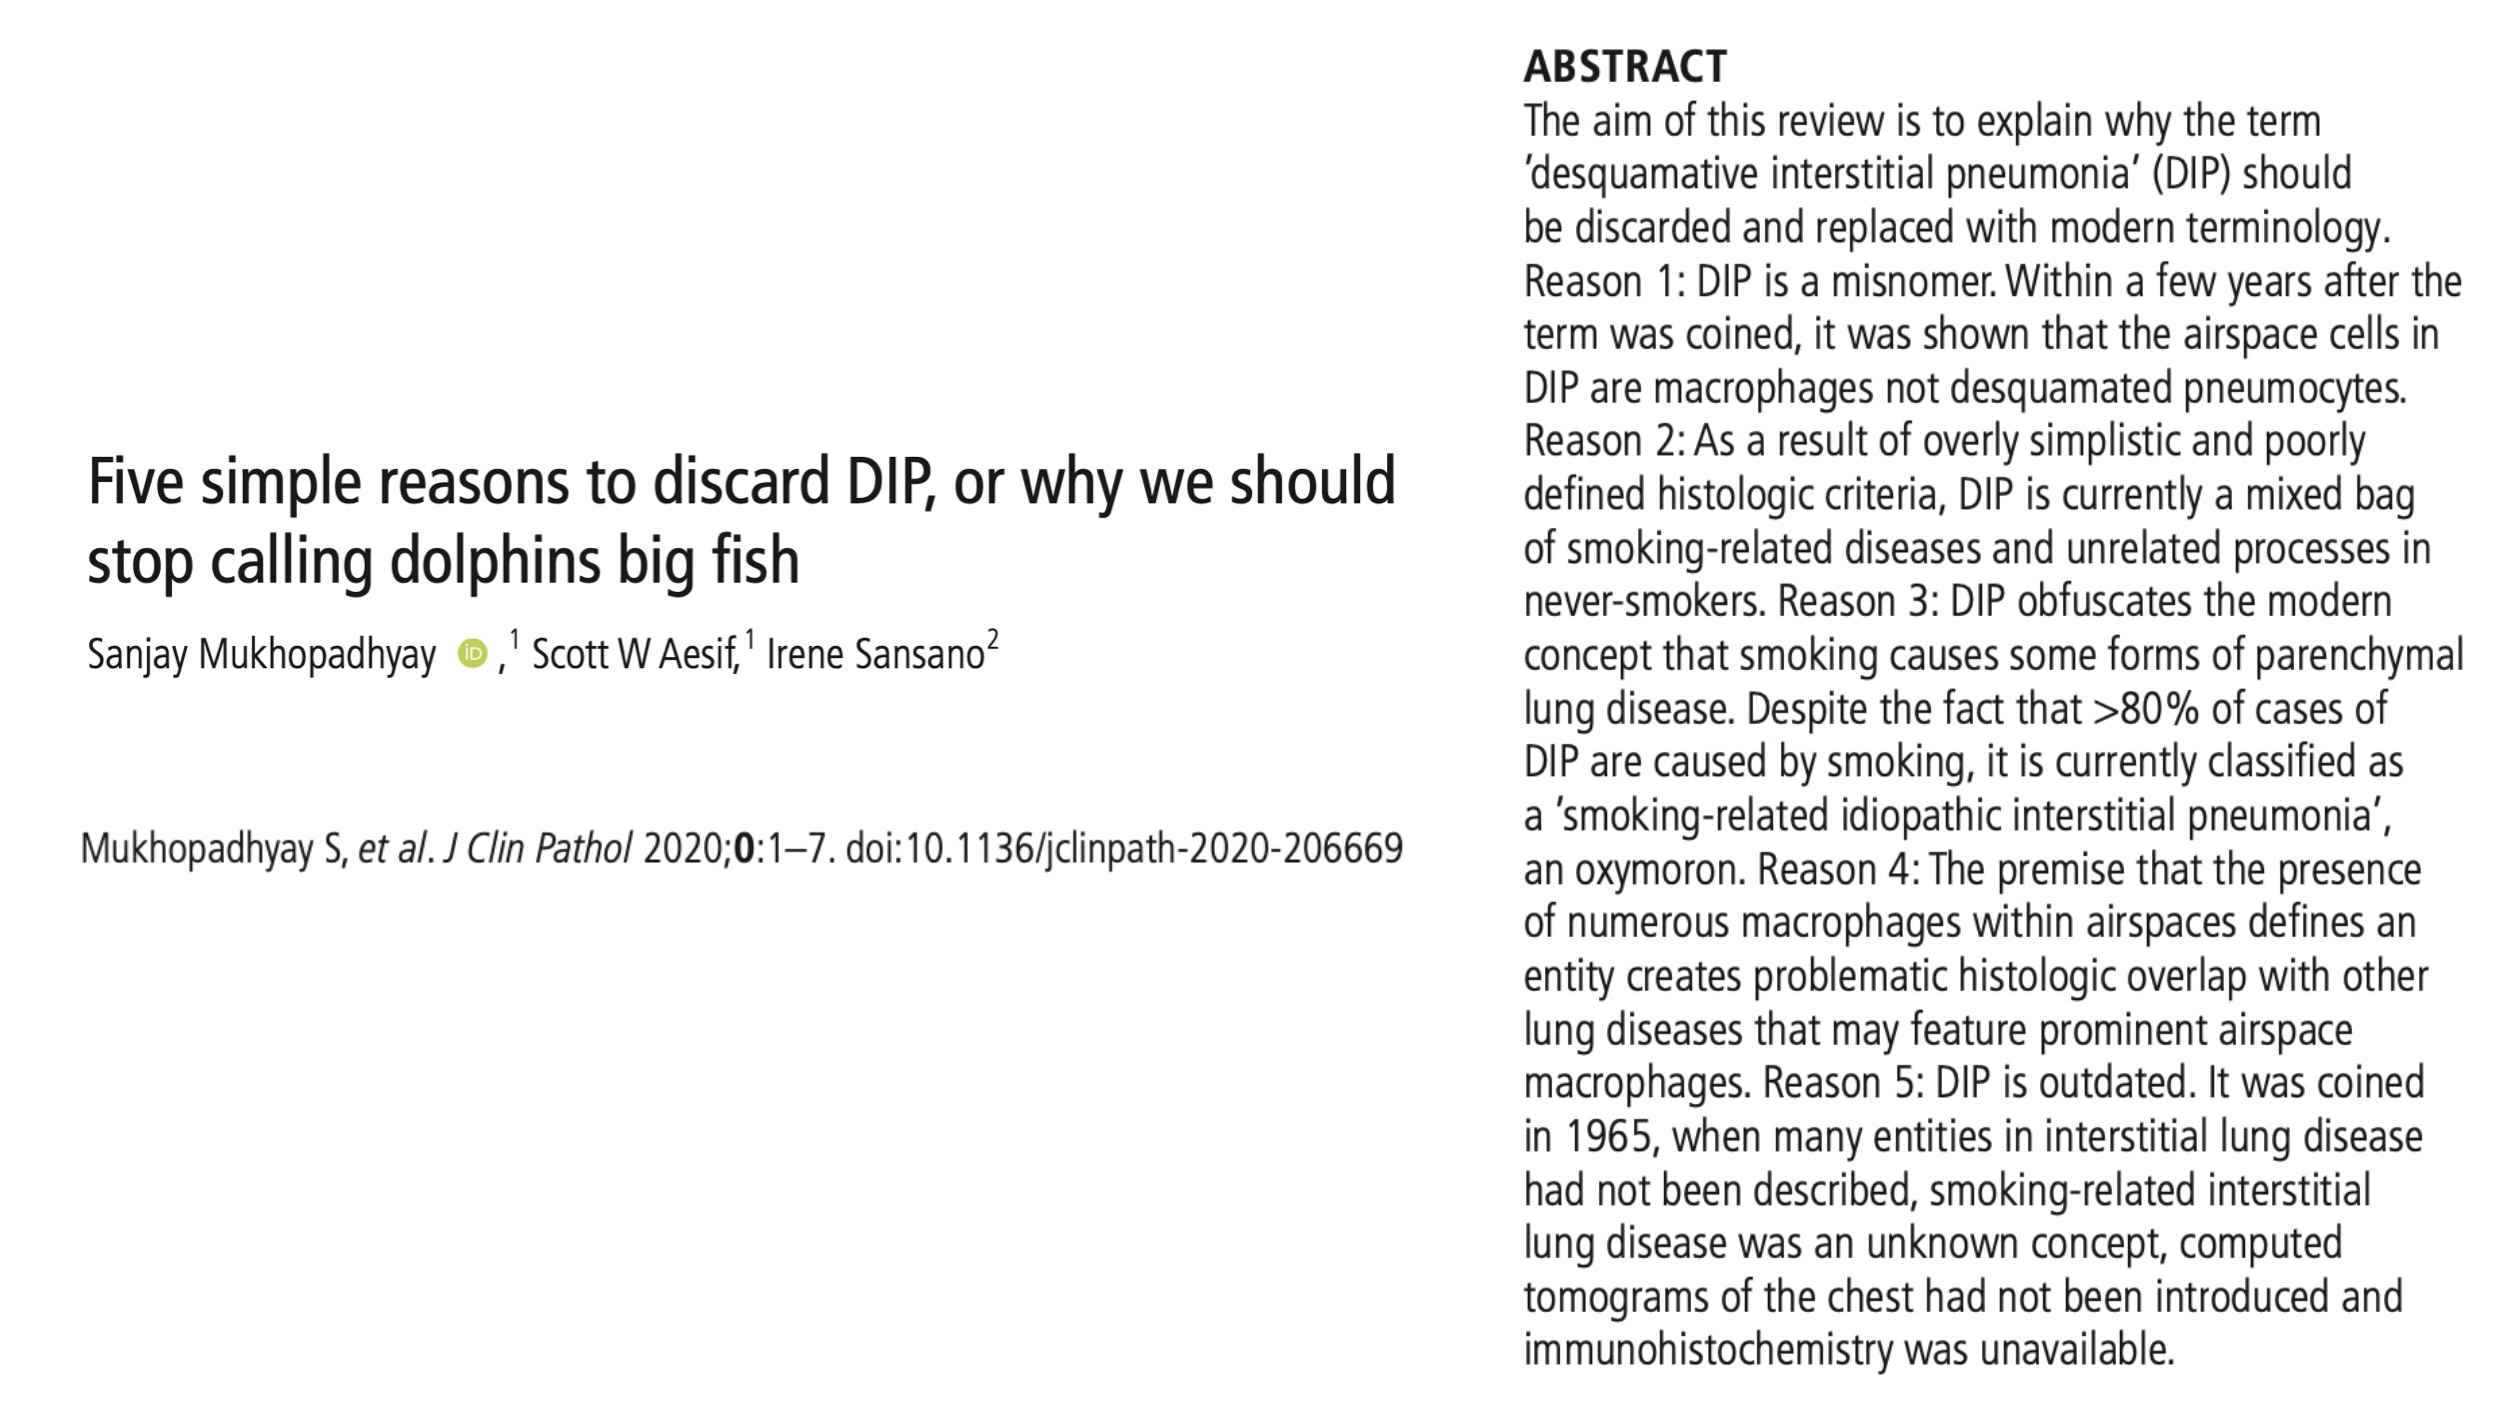 Five simple reasons to discard DIP, or why we should
stop calling dolphins big fish
Sanjay Mukhopadhyay iD ,1 Scott W Aesif,1 Irene Sansano2
Mukhopadhyay S, et al. J Clin Pathol 2020;0:1–7. doi:10.1136/jclinpath-2020-206669
ABSTRACT
The aim of this review is to explain why the term
'desquamative interstitial pneumonia' (DIP) should
be discarded and replaced with modern terminology.
Reason 1: DIP is a misnomer. Within a few years after the
term was coined, it was shown that the airspace cells in
DIP are macrophages not desquamated pneumocytes.
Reason 2: As a result of overly simplistic and poorly
defined histologic criteria, DIP is currently a mixed bag
of smoking-related diseases and unrelated processes in
never-smokers. Reason 3: DIP obfuscates the modern
concept that smoking causes some forms of parenchymal
lung disease. Despite the fact that >80% of cases of
DIP are caused by smoking, it is currently classified as
a 'smoking-related idiopathic interstitial pneumonia',
an oxymoron. Reason 4: The premise that the presence
of numerous macrophages within airspaces defines an
entity creates problematic histologic overlap with other
lung diseases that may feature prominent airspace
macrophages. Reason 5: DIP is outdated. It was coined
in 1965, when many entities in interstitial lung disease
had not been described, smoking-related interstitial
lung disease was an unknown concept, computed
tomograms of the chest had not been introduced and
immunohistochemistry was unavailable.